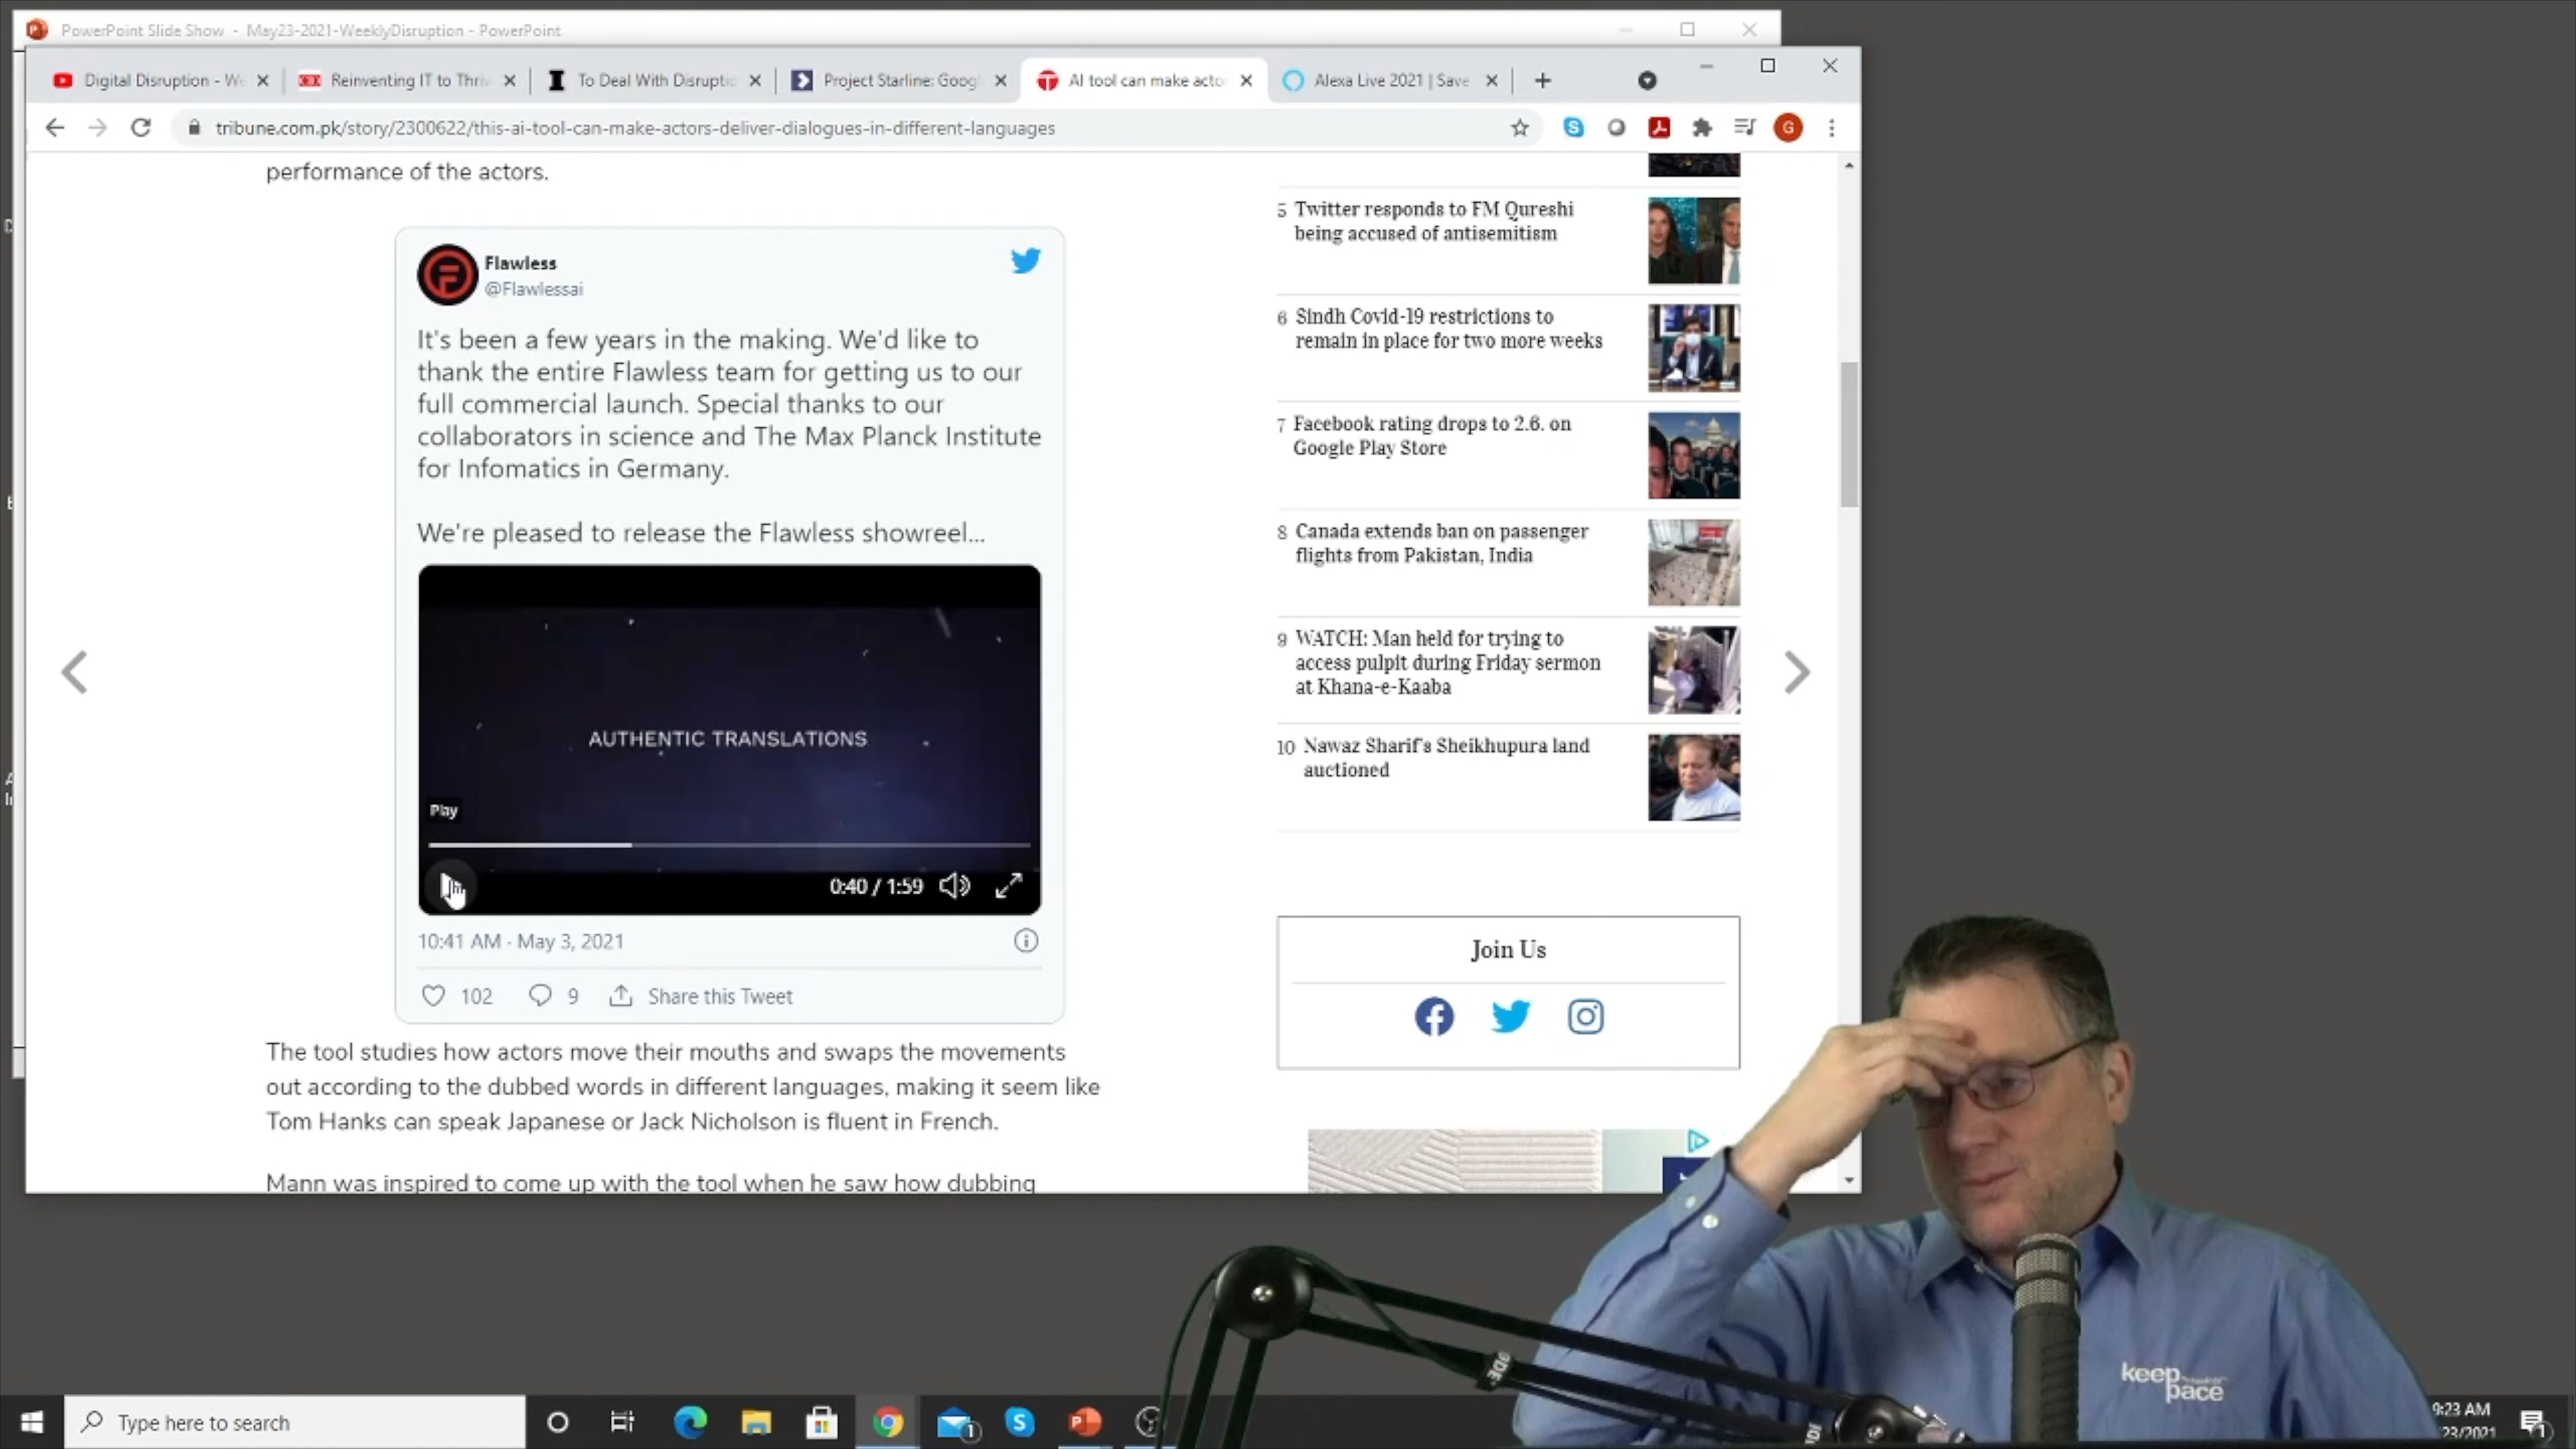 PowerPoint Slide Show - May23-2021-WeeklyDisruption - PowerPoint
Digital Disruption - We
Reinventing IT to Thriv
To Deal With Disruptio
Project Starline: Googl
AI tool can make acto
Alexa Live 2021 | Save
tribune.com.pk/story/2300622/this-ai-tool-can-make-actors-deliver-dialogues-in-different-languages
G
performance of the actors.
Flawless
@Flawlessai
It's been a few years in the making. We'd like to
thank the entire Flawless team for getting us to our
full commercial launch. Special thanks to our
collaborators in science and The Max Planck Institute
for Infomatics in Germany.
We're pleased to release the Flawless showreel...
AUTHENTIC TRANSLATIONS
Play
0:40 / 1:59
10:41 AM · May 3, 2021
102
9
Share this Tweet
The tool studies how actors move their mouths and swaps the movements
out according to the dubbed words in different languages, making it seem like
Tom Hanks can speak Japanese or Jack Nicholson is fluent in French.
Mann was inspired to come up with the tool when he saw how dubbing
5 Twitter responds to FM Qureshi
being accused of antisemitism
6 Sindh Covid-19 restrictions to
remain in place for two more weeks
7 Facebook rating drops to 2.6. on
Google Play Store
8 Canada extends ban on passenger
flights from Pakistan, India
9 WATCH: Man held for trying to
access pulpit during Friday sermon
at Khana-e-Kaaba
10 Nawaz Sharif's Sheikhupura land
auctioned
Join Us
keep
pace
Type here to search
1
9:23 AM
23/2021
1